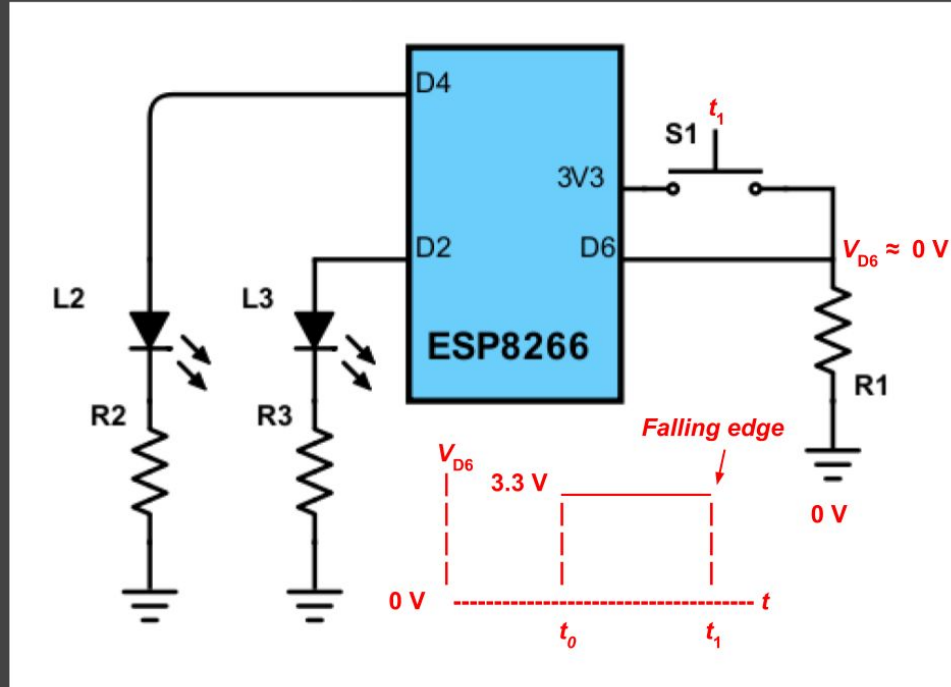 D4
t1
S1
3V3
D2
D6
VD6 ≈ 0 V
L2
L3
ESP8266
R1
R2
R3
Falling edge
VD6
3.3 V
0 V
0 V
t
t0
t1